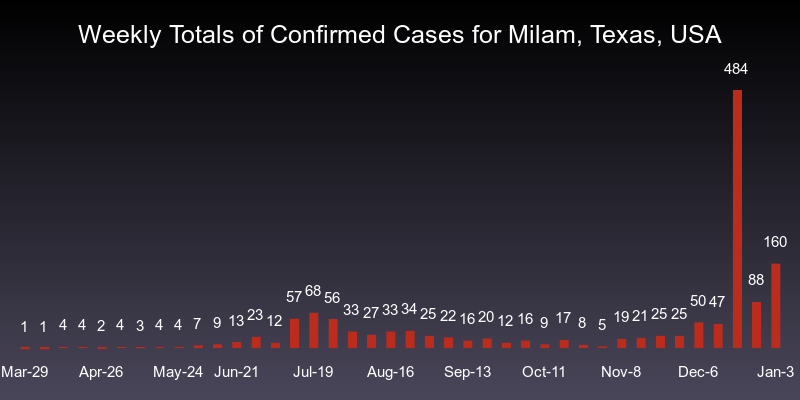 Weekly Totals of Confirmed Cases for Milam, Texas, USA
1 1 4 4 2 4 3 4 4 7 9 13 23 12 57 68 56 33 27 33 34 25 22 16 20 12 16 9 17 8 5 19 21 25 25 50 47 484 88 160
Mar-29 Apr-26 May-24 Jun-21 Jul-19 Aug-16 Sep-13 Oct-11 Nov-8 Dec-6 Jan-3